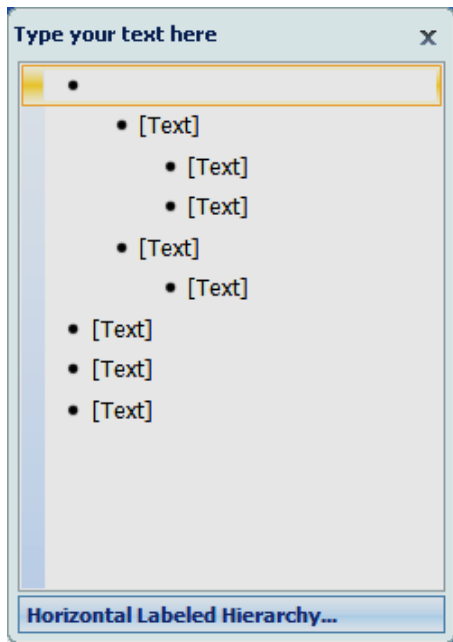 Type your text here
x
•
• [Text]
• [Text]
• [Text]
• [Text]
• [Text]
• [Text]
• [Text]
• [Text]
Horizontal Labeled Hierarchy...